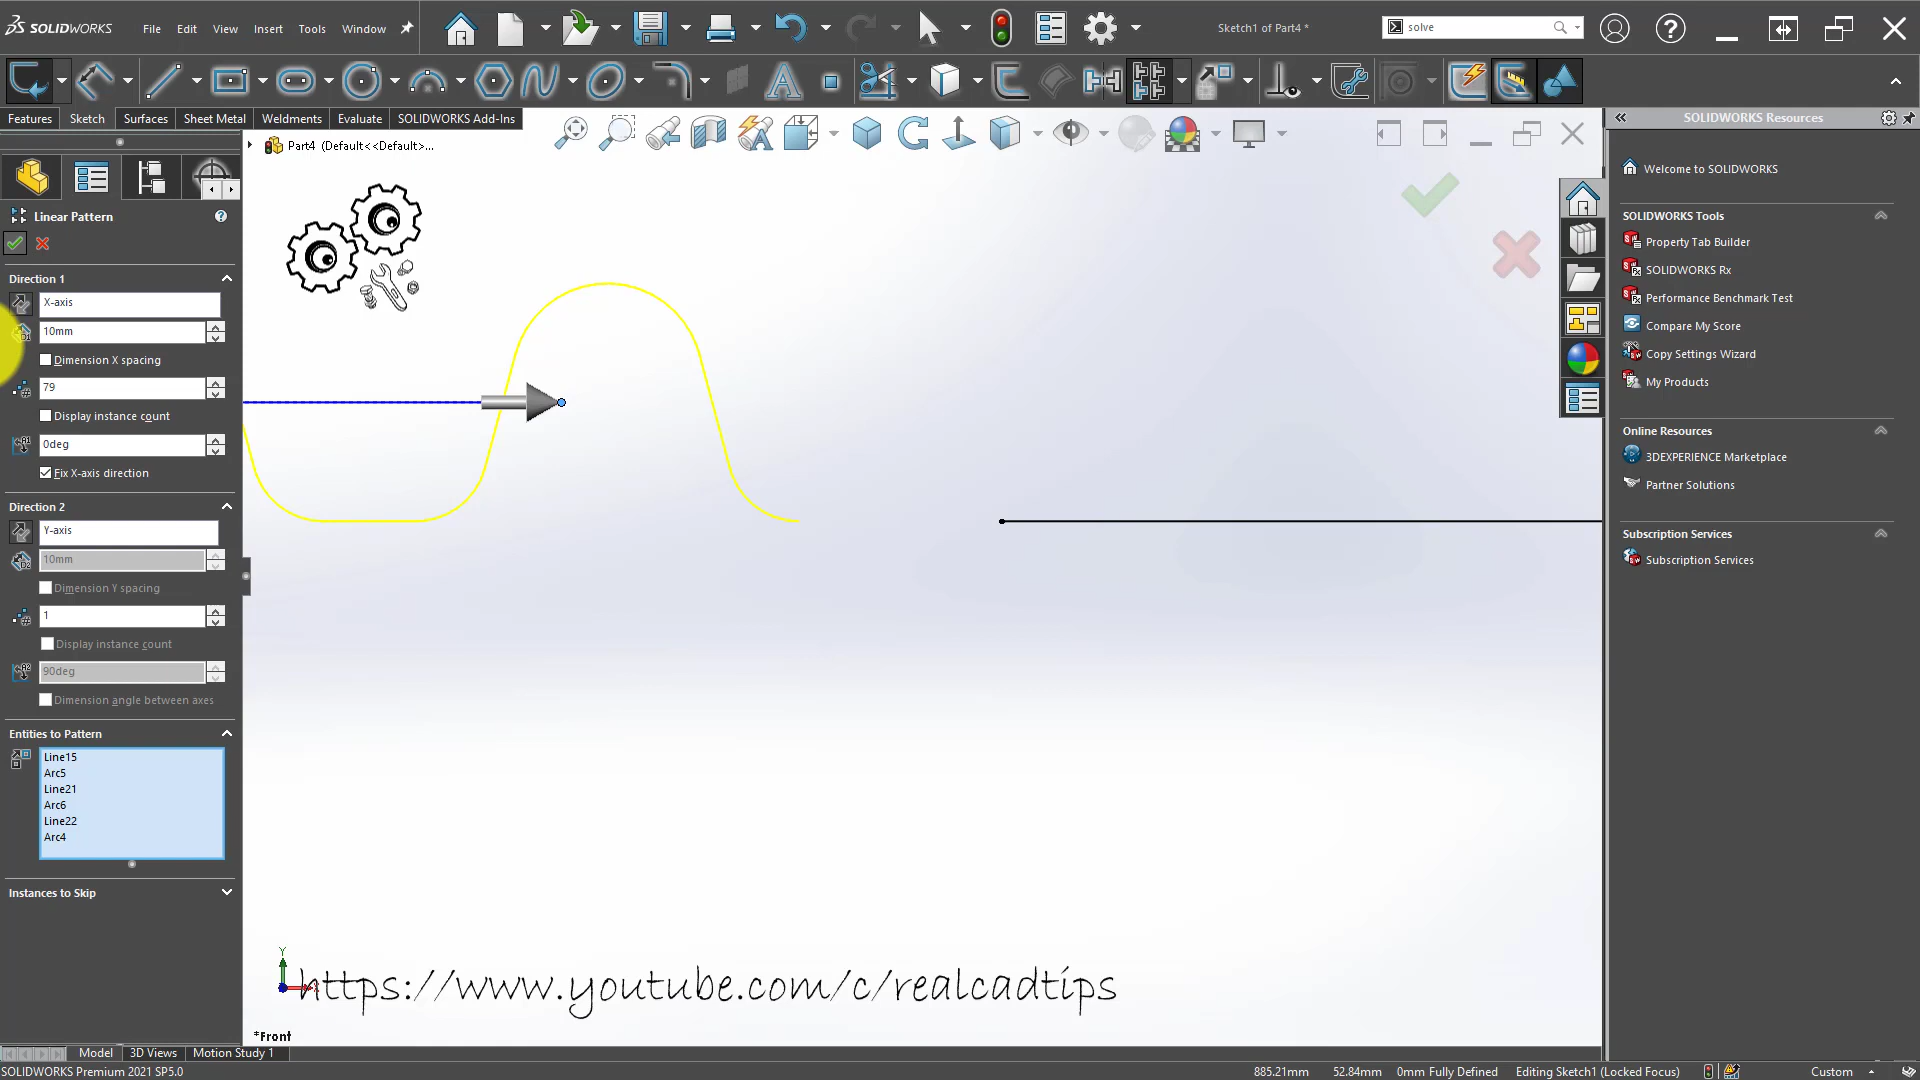 SOLIDWORKS File Edit View Insert Tools Window Sketch1 of Part4 * solve
Features Sketch Surfaces Sheet Metal Weldments Evaluate SOLIDWORKS Add-Ins
SOLIDWORKS Resources
Part4 (Default<<Default>...
Linear Pattern
Direction 1
X-axis
10mm
Dimension X spacing
79
Display instance count
0deg
Fix X-axis direction
Direction 2
Y-axis
10mm
Dimension Y spacing
1
Display instance count
90deg
Dimension angle between axes
Entities to Pattern
Line15
Arc5
Line21
Arc6
Line22
Arc4
Instances to Skip
Y
X
https://www.youtube.com/c/realcadtips
*Front
Welcome to SOLIDWORKS
SOLIDWORKS Tools
Property Tab Builder
SOLIDWORKS Rx
Performance Benchmark Test
Compare My Score
Copy Settings Wizard
My Products
Online Resources
3DEXPERIENCE Marketplace
Partner Solutions
Subscription Services
Subscription Services
Model 3D Views Motion Study 1
SOLIDWORKS Premium 2021 SP5.0 885.21mm 52.84mm 0mm Fully Defined Editing Sketch1 (Locked Focus) Custom